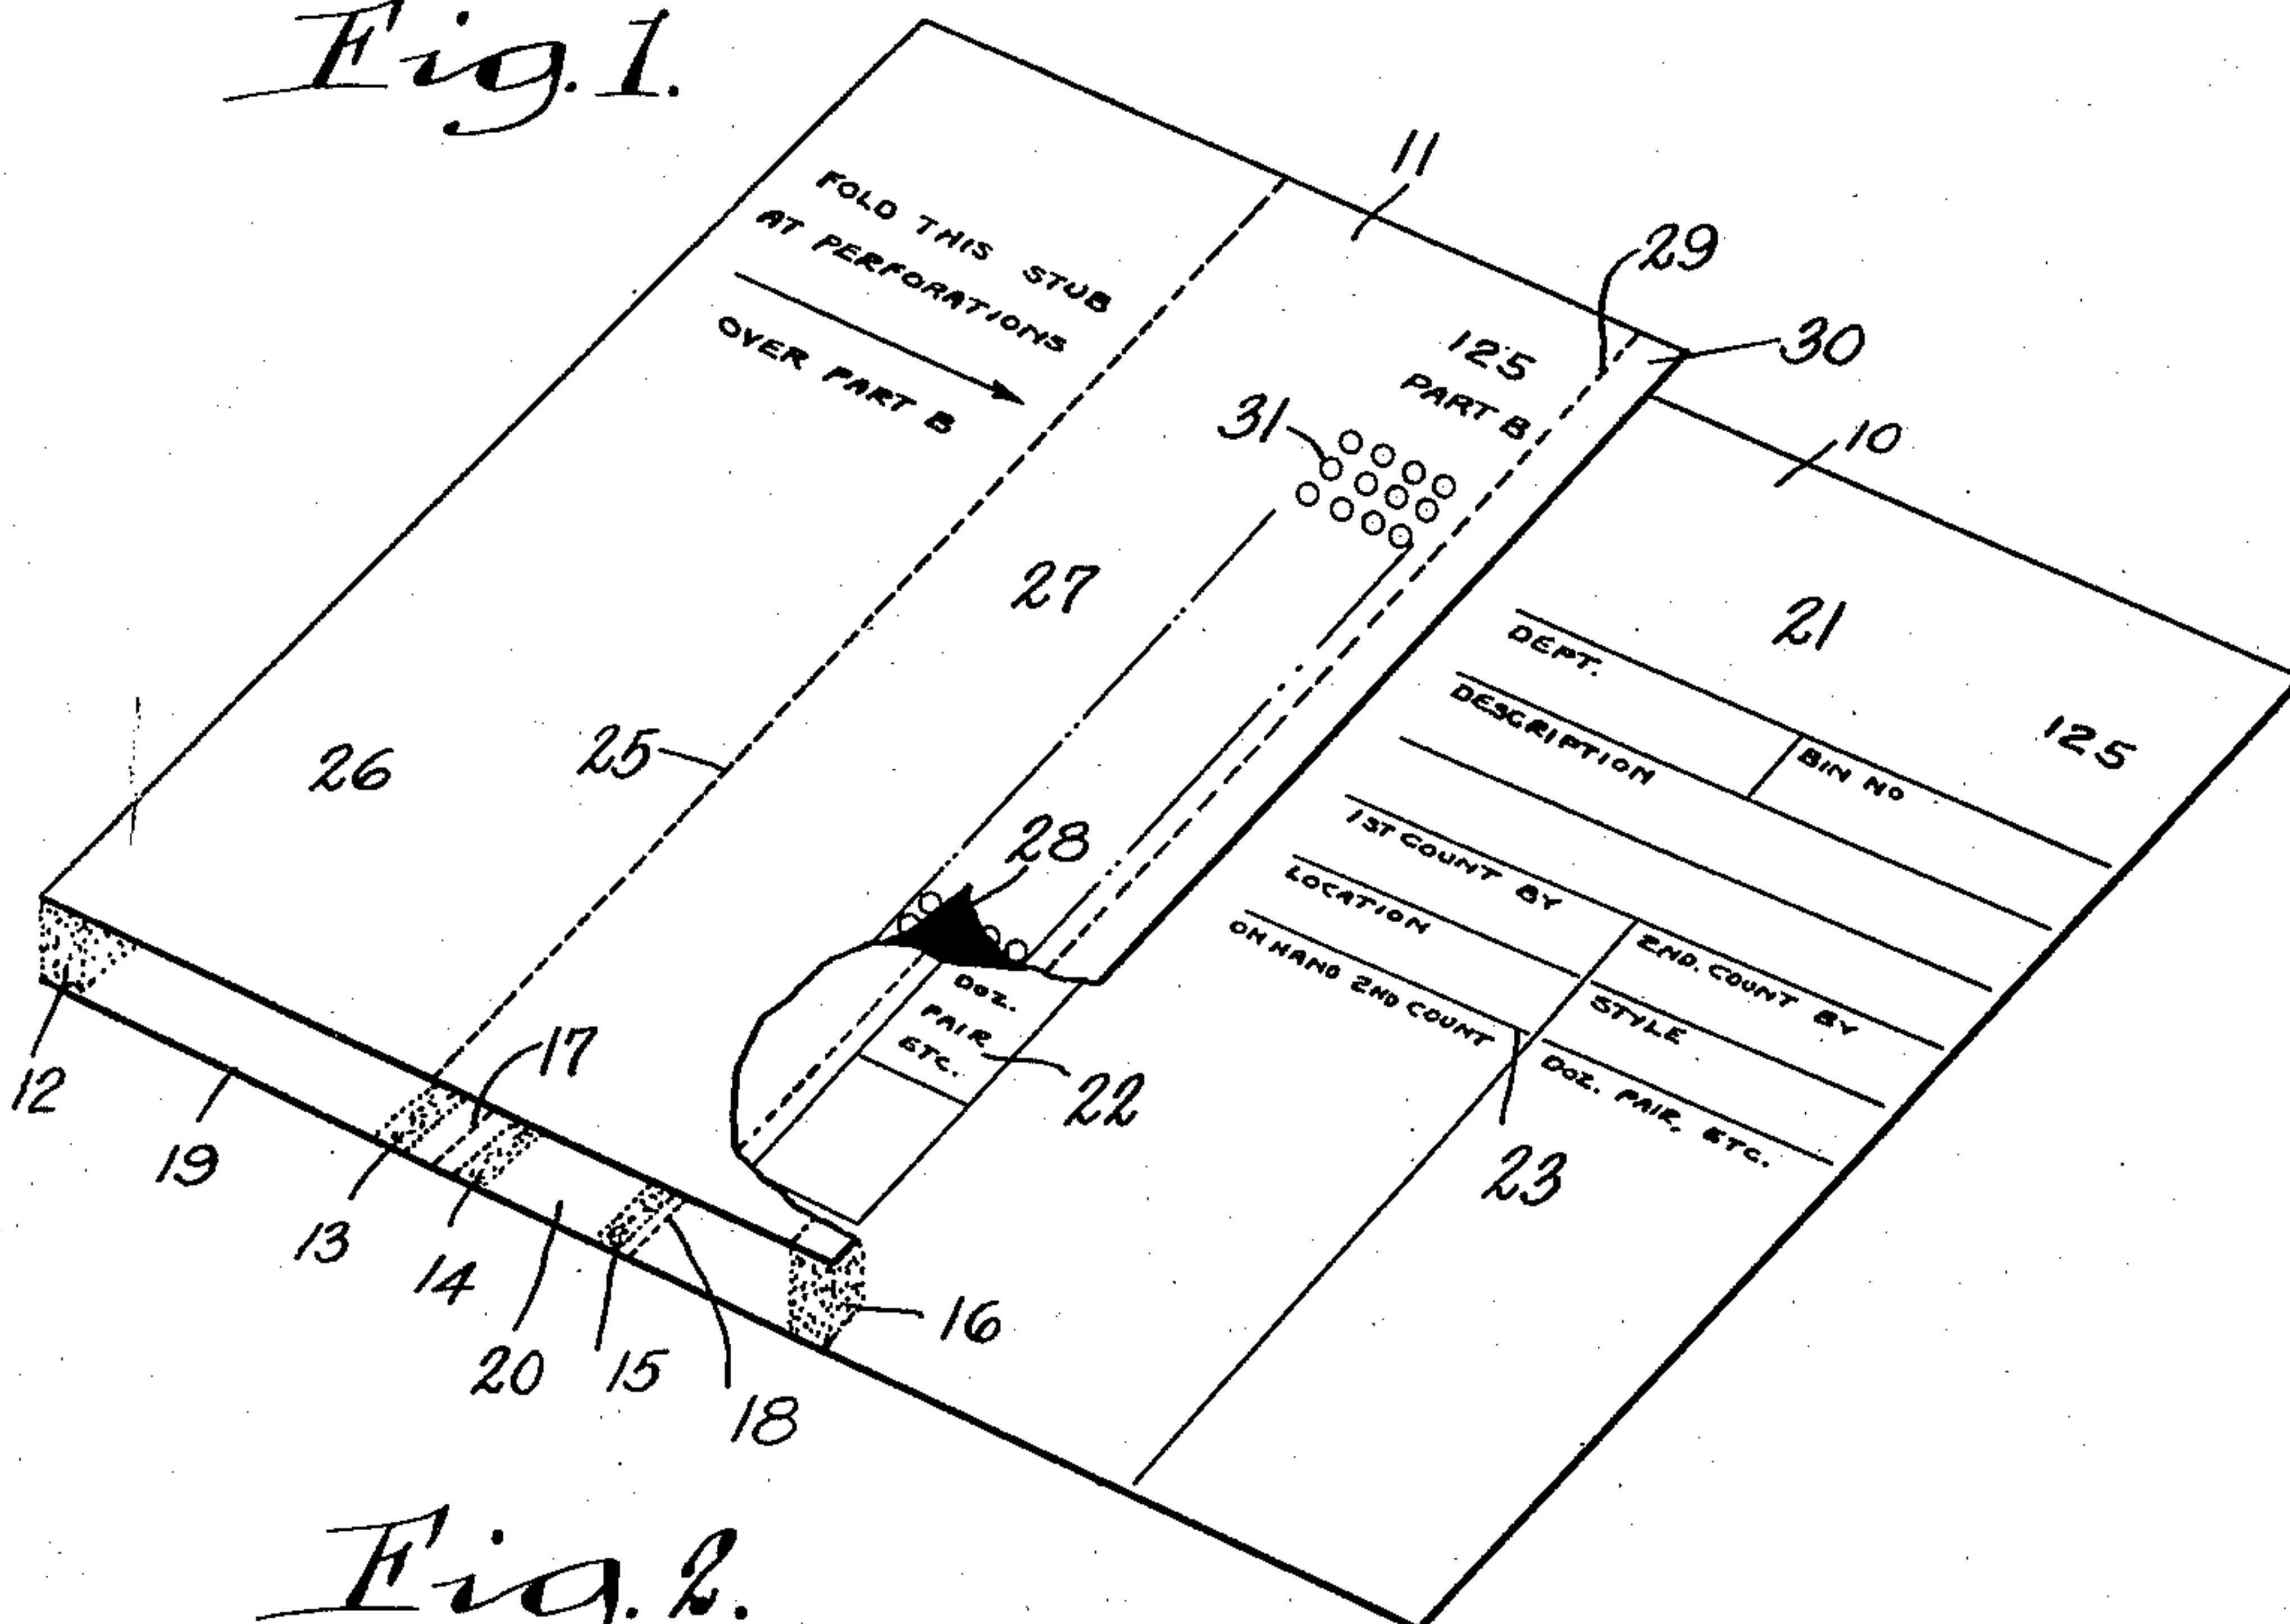 Fig. 1.
11
29
30
10
FOLD THIS STUB
AT PERFORATIONS
OVER PART B
125
PART B
31
27
21
125
DEPT.
BIN NO
DESCRIPTION
1ST COUNT BY
2ND. COUNT BY
LOCATION
STYLE
ON HAND 2ND COUNT
DOZ. PAIR, ETC.
26
25
28
DOZ.
PAIR
ETC.
22
23
12
19
17
13
14
20
15
18
16
Fig. 2.